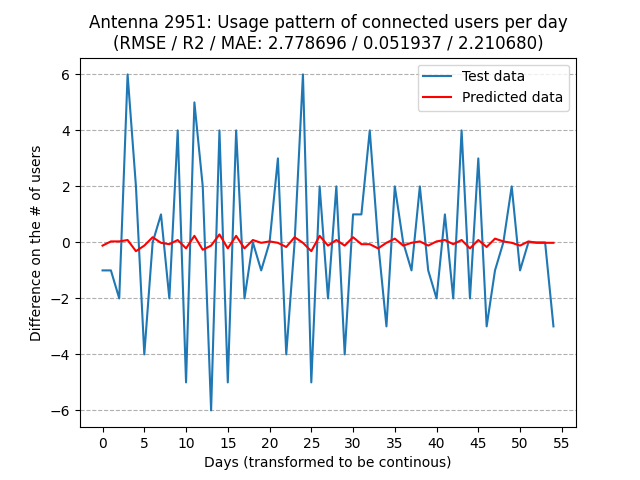 Antenna 2951: Usage pattern of connected users per day
(RMSE / R2 / MAE: 2.778696 / 0.051937 / 2.210680)
Test data
Predicted data
Difference on the # of users
6
4
2
0
−2
−4
−6
0 5 10 15 20 25 30 35 40 45 50 55
Days (transformed to be continous)